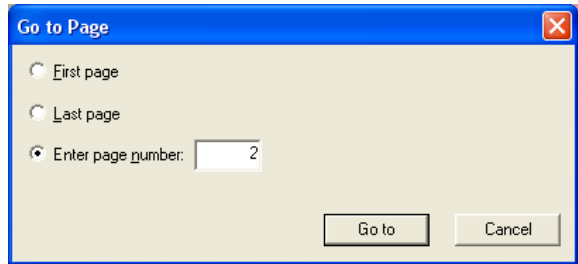 Go to Page
First page
Last page
Enter page number: 2
Go to Cancel